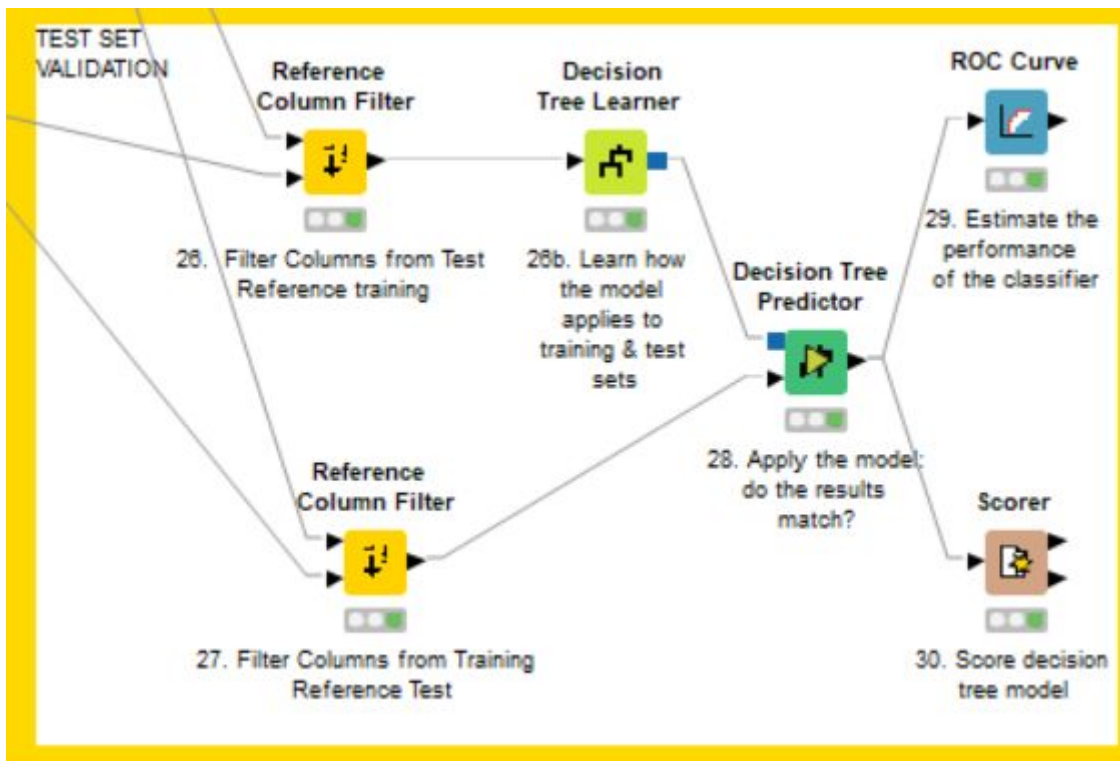 TEST SET
VALIDATION
Reference
Column Filter
26. Filter Columns from Test
Reference training
Decision
Tree Learner
26b. Learn how
the model
applies to
training & test
sets
ROC Curve
29. Estimate the
performance
of the classifier
Decision Tree
Predictor
28. Apply the model:
do the results
match?
Reference
Column Filter
27. Filter Columns from Training
Reference Test
Scorer
30. Score decision
tree model